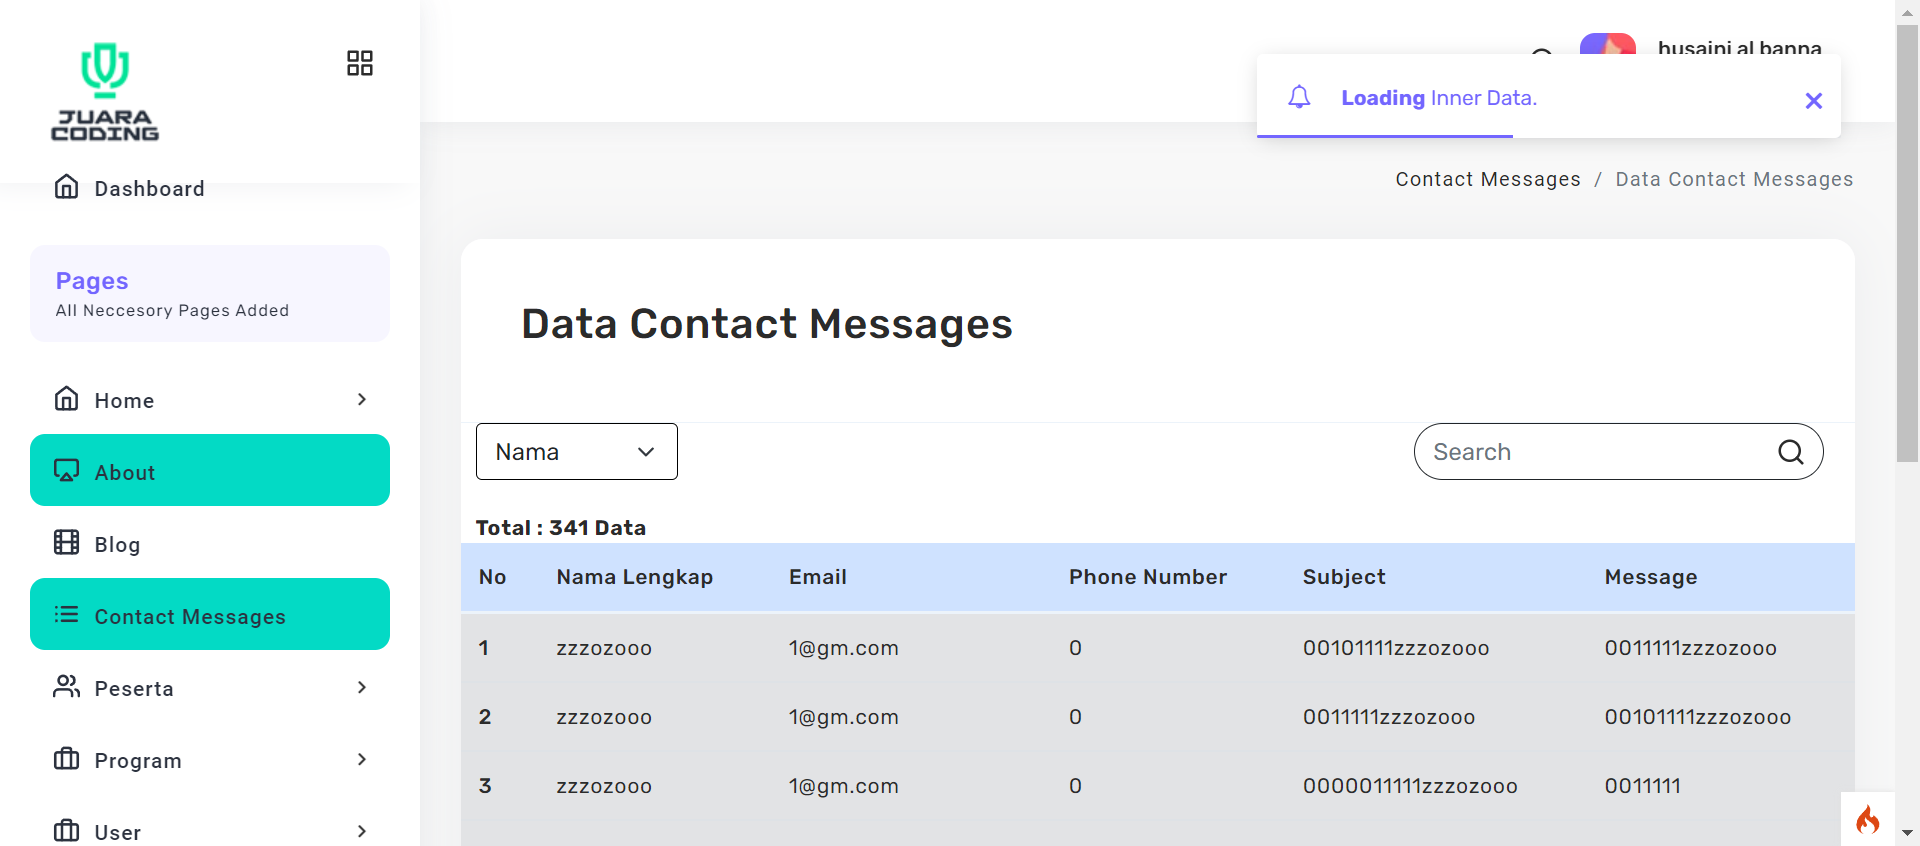 JUARA
CODING
husaini al banna
Loading Inner Data.
Dashboard
Contact Messages / Data Contact Messages
Pages
All Neccesory Pages Added
Data Contact Messages
Home
About
Blog
Contact Messages
Peserta
Program
User
Nama
Search
Total : 341 Data
No Nama Lengkap Email Phone Number Subject Message
1 zzzozooo 1@gm.com 0 00101111zzzozooo 0011111zzzozooo
2 zzzozooo 1@gm.com 0 0011111zzzozooo 00101111zzzozooo
3 zzzozooo 1@gm.com 0 0000011111zzzozooo 0011111